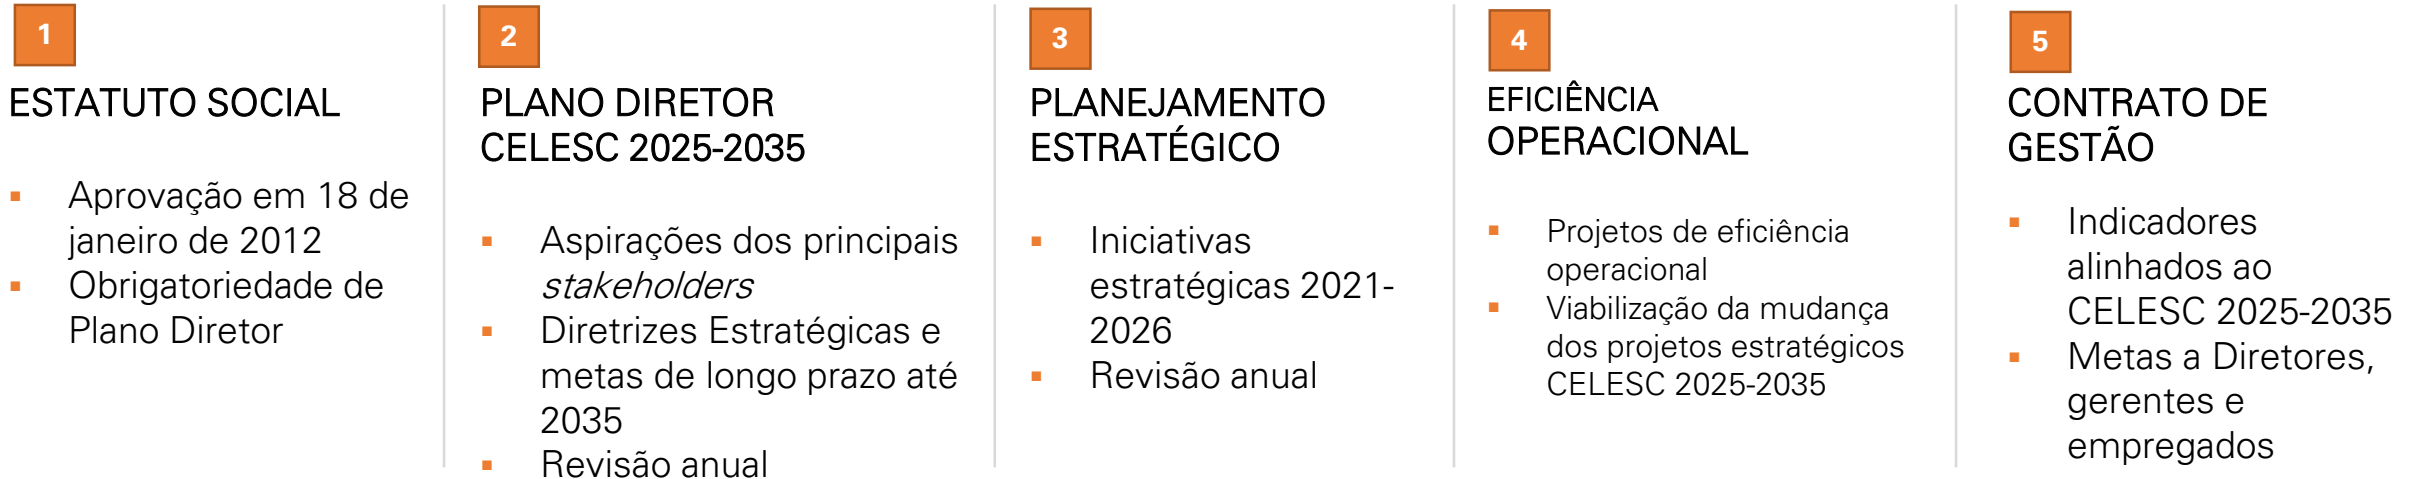 1
ESTATUTO SOCIAL
▪ Aprovação em 18 de
janeiro de 2012
▪ Obrigatoriedade de
Plano Diretor
2
PLANO DIRETOR
CELESC 2025-2035
▪ Aspirações dos principais
stakeholders
▪ Diretrizes Estratégicas e
metas de longo prazo até
2035
▪ Revisão anual
3
PLANEJAMENTO
ESTRATÉGICO
▪ Iniciativas
estratégicas 2021-
2026
▪ Revisão anual
4
EFICIÊNCIA
OPERACIONAL
▪ Projetos de eficiência
operacional
▪ Viabilização da mudança
dos projetos estratégicos
CELESC 2025-2035
5
CONTRATO DE
GESTÃO
▪ Indicadores
alinhados ao
CELESC 2025-2035
▪ Metas a Diretores,
gerentes e
empregados